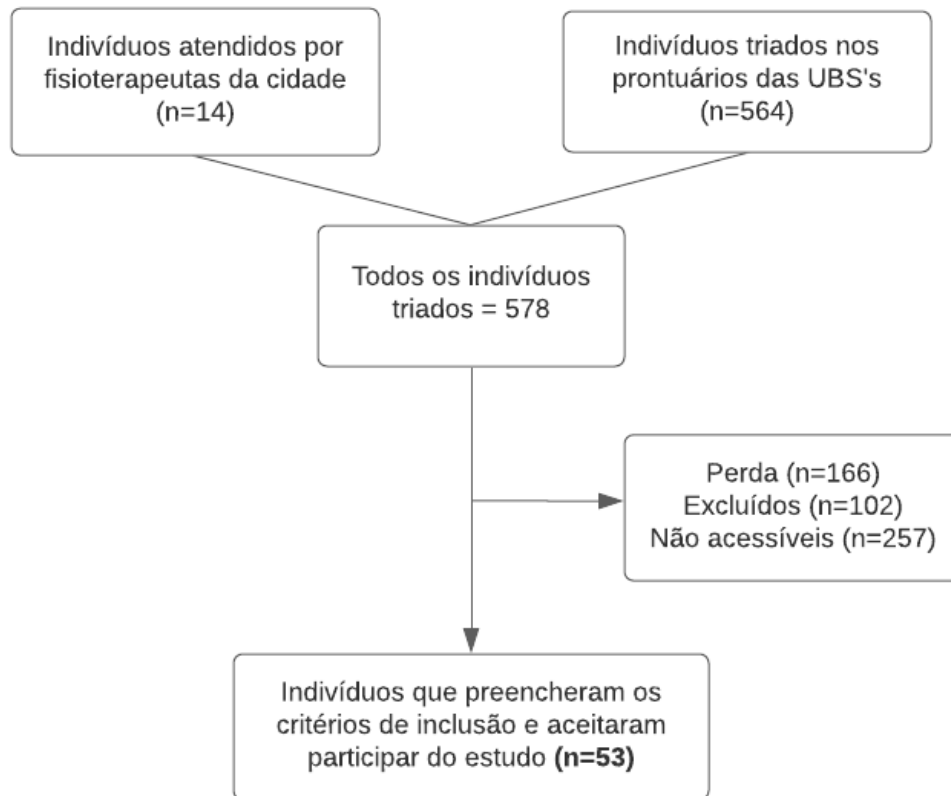 Indivíduos atendidos por
fisioterapeutas da cidade
(n=14)
Indivíduos triados nos
prontuários das UBS's
(n=564)
Todos os indivíduos
triados = 578
Perda (n=166)
Excluídos (n=102)
Não acessíveis (n=257)
Indivíduos que preencheram os
critérios de inclusão e aceitaram
participar do estudo (n=53)